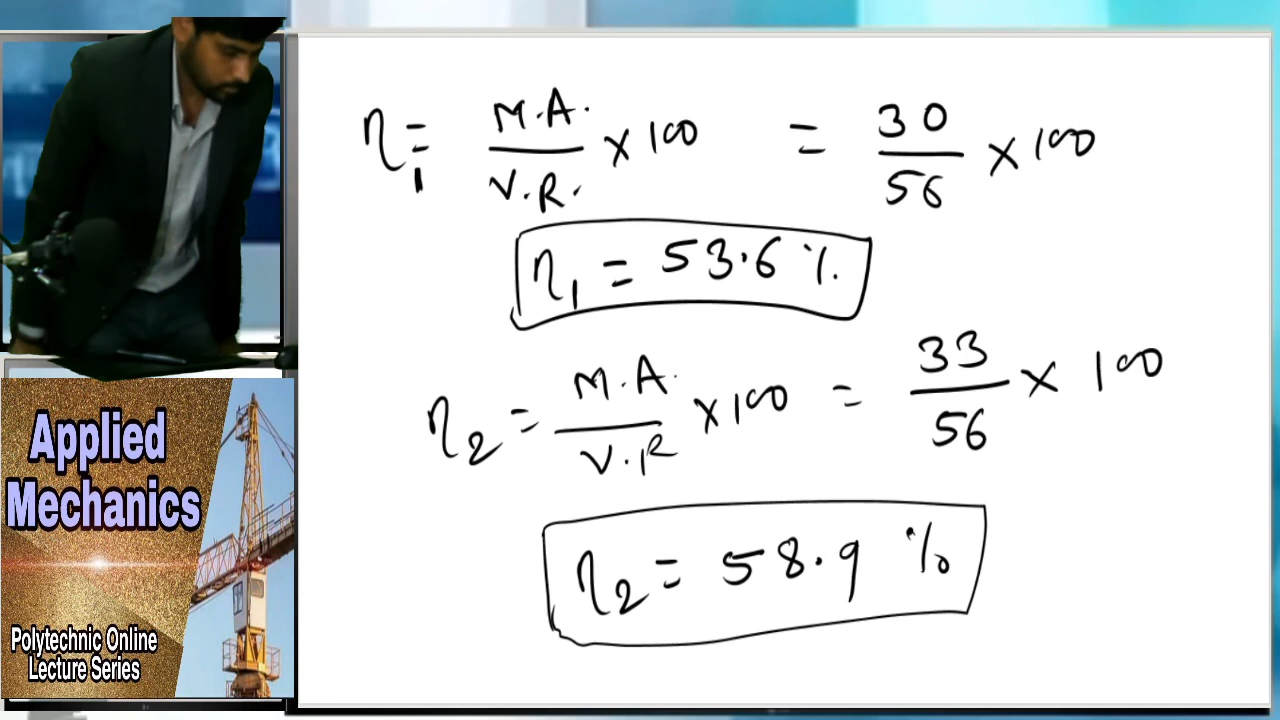 η₁ = M.A. / V.R. × 100 = 30 / 56 × 100
η₁ = 53.6 %
η₂ = M.A. / V.R × 100 = 33 / 56 × 100
η₂ = 58.9 %
Applied
Mechanics
Polytechnic Online
Lecture Series